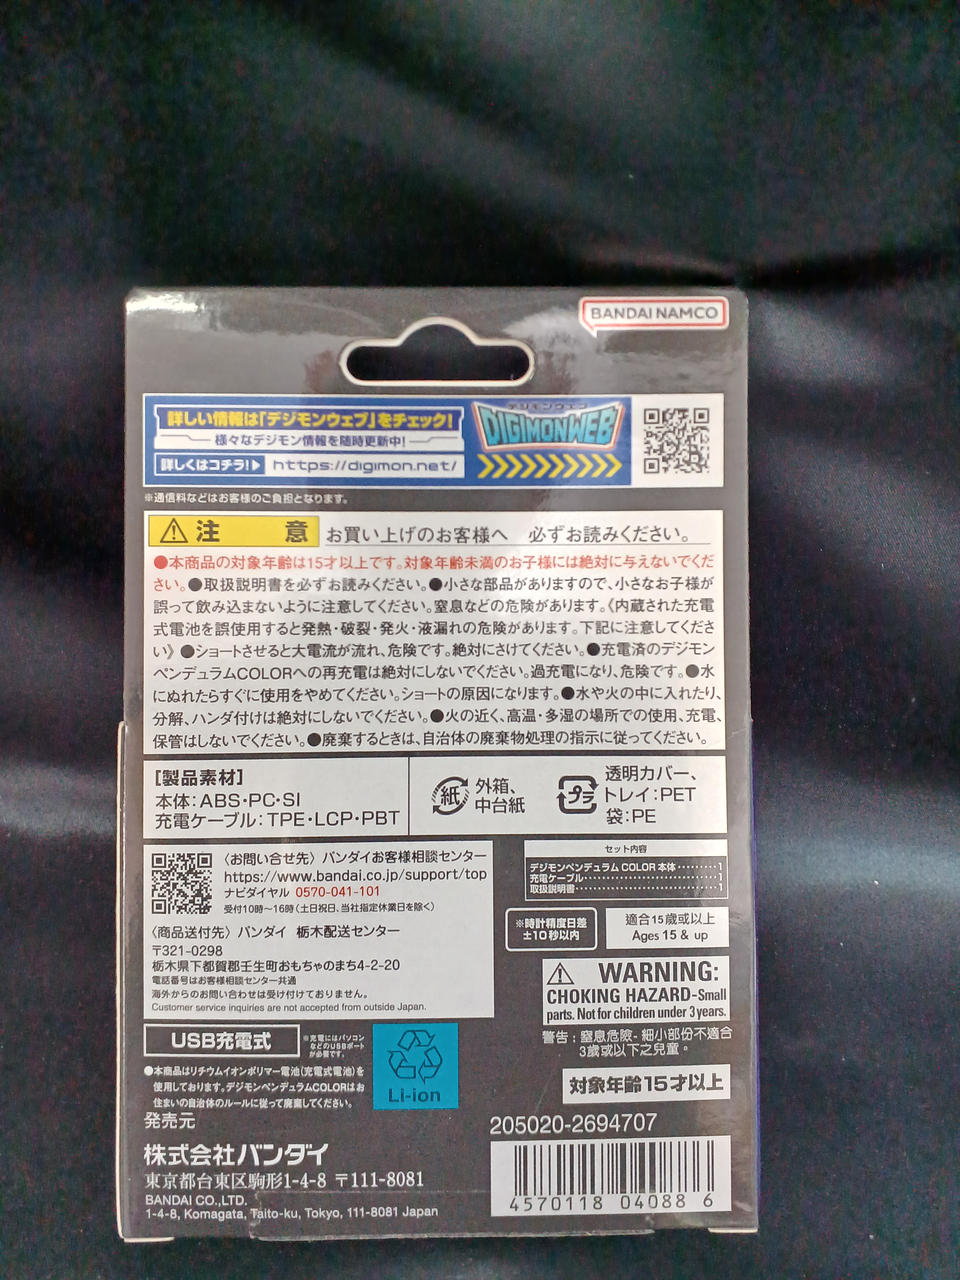 BANDAI NAMCO
詳しい情報は「デジモンウェブ」をチェック!
様々なデジモン情報を随時更新中!
詳しくはコチラ! https://digimon.net/
デジモンウェブ
DIGIMONWEB
※通信料などはお客様のご負担となります。
注意 お買い上げのお客様へ 必ずお読みください。
●本商品の対象年齢は15才以上です。対象年齢未満のお子様には絶対に与えないでくだ
さい。●取扱説明書を必ずお読みください。●小さな部品がありますので、小さなお子様が
誤って飲み込まないように注意してください。窒息などの危険があります。《内蔵された充電
式電池を誤使用すると発熱・破裂・発火・液漏れの危険があります。下記に注意してくださ
い》●ショートさせると大電流が流れ、危険です。絶対にさけてください。●充電済のデジモン
ペンデュラムCOLORへの再充電は絶対にしないでください。過充電になり、危険です。●水
にぬれたらすぐに使用をやめてください。ショートの原因になります。●水や火の中に入れたり、
分解、ハンダ付けは絶対にしないでください。●火の近く、高温・多湿の場所での使用、充電、
保管はしないでください。●廃棄するときは、自治体の廃棄物処理の指示に従ってください。
[製品素材]
本体:ABS・PC・SI
充電ケーブル:TPE・LCP・PBT
紙 外箱、
中台紙
プラ 透明カバー、
トレイ:PET
袋:PE
〈お問い合せ先〉バンダイお客様相談センター
https://www.bandai.co.jp/support/top
ナビダイヤル 0570-041-101
受付10時〜16時(土日祝日、当社指定休業日を除く)
〈商品送付先〉バンダイ 栃木配送センター
〒321-0298
栃木県下都賀郡壬生町おもちゃのまち4-2-20
電話番号はお客様相談センター共通
海外からのお問い合わせは受け付けておりません。
Customer service inquiries are not accepted from outside Japan.
セット内容
デジモンペンデュラム COLOR 本体・・・・・・・・1
充電ケーブル・・・・・・・・・・・・・・・・・・・・・・・・1
取扱説明書・・・・・・・・・・・・・・・・・・・・・・・・・1
※時計精度日差
±10秒以内
適合15歳或以上
Ages 15 & up
WARNING:
CHOKING HAZARD-Small
parts. Not for children under 3 years.
警告:窒息危險-細小部份不適合
3歲或以下之兒童。
対象年齢15才以上
USB充電式
※充電にはパソコン
などのUSBポート
が必要です。
●本商品はリチウムイオンポリマー電池(充電式電池)を
使用しております。デジモンペンデュラムCOLORはお
住まいの自治体のルールに従って廃棄してください。
Li-ion
発売元
株式会社バンダイ
東京都台東区駒形1-4-8 〒111-8081
BANDAI CO.,LTD.
1-4-8, Komagata, Taito-ku, Tokyo, 111-8081 Japan
205020-2694707
4570118 040886